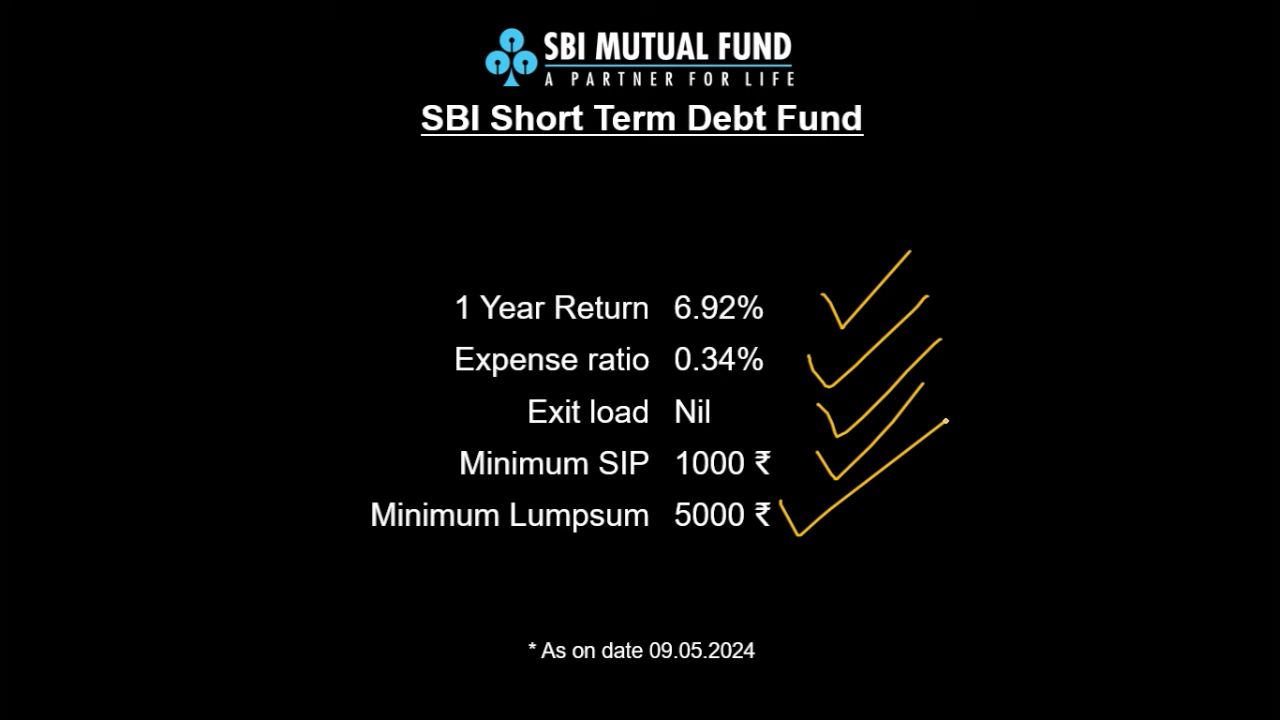 SBI MUTUAL FUND
A PARTNER FOR LIFE
SBI Short Term Debt Fund
1 Year Return 6.92%
Expense ratio 0.34%
Exit load Nil
Minimum SIP 1000 ₹
Minimum Lumpsum 5000 ₹
* As on date 09.05.2024